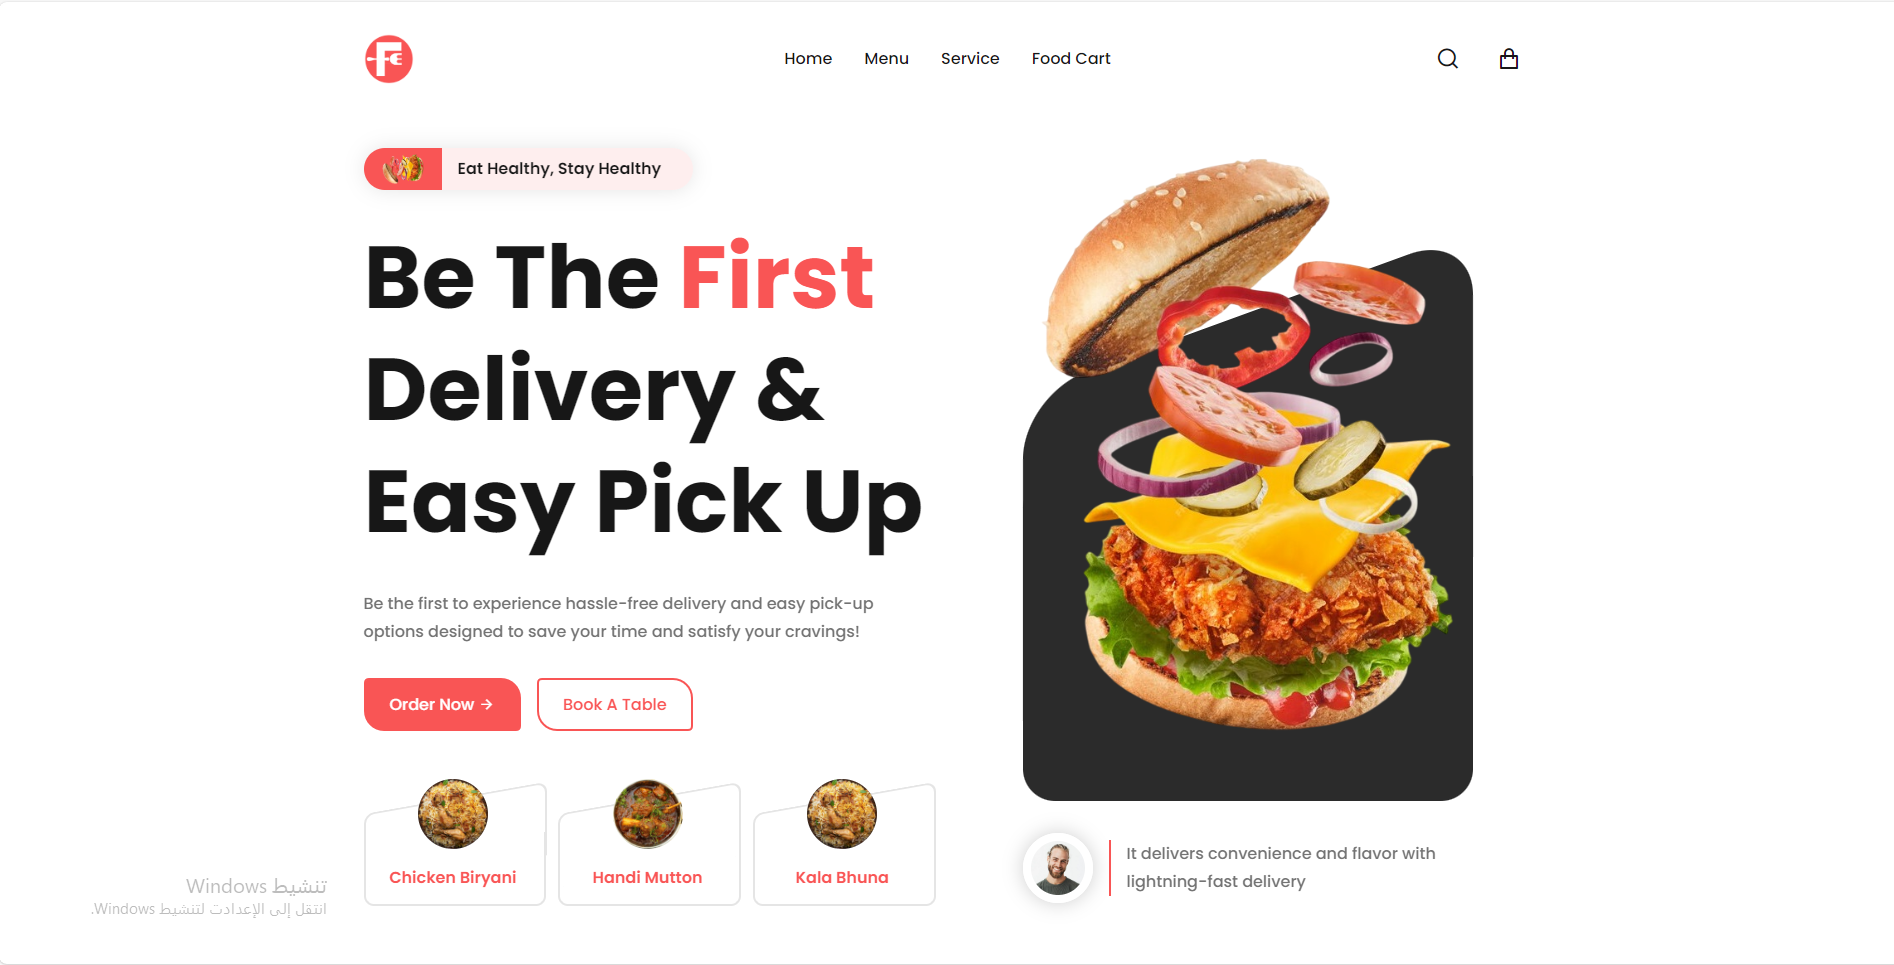 Home
Menu
Service
Food Cart
Eat Healthy, Stay Healthy
Be The First
Delivery &
Easy Pick Up
Be the first to experience hassle-free delivery and easy pick-up
options designed to save your time and satisfy your cravings!
Order Now →
Book A Table
Chicken Biryani
Handi Mutton
Kala Bhuna
It delivers convenience and flavor with
lightning-fast delivery
تنشيط Windows
انتقل إلى الإعدادت لتنشيط Windows.